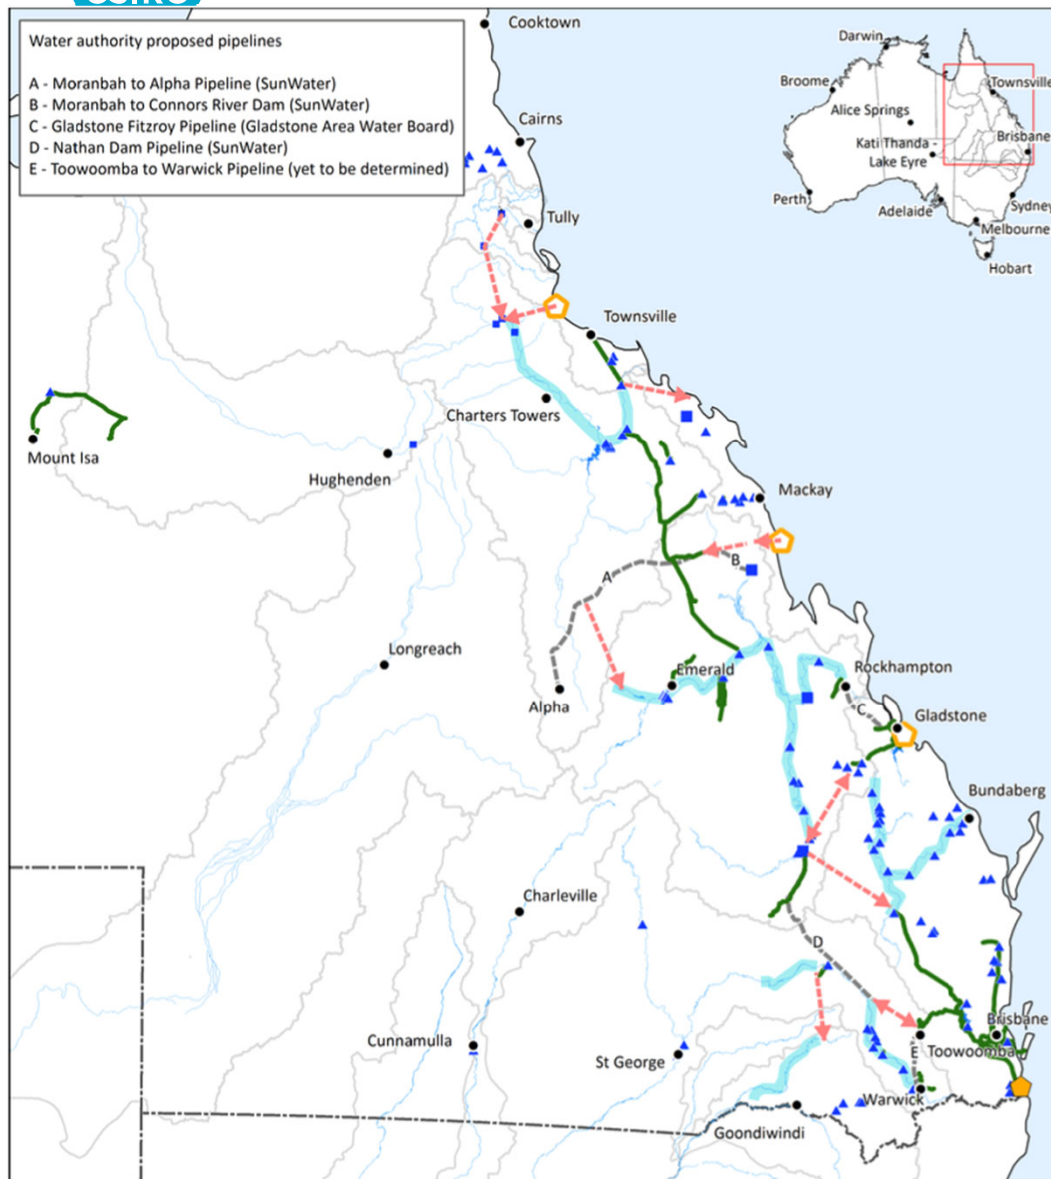 Cooktown
Water authority proposed pipelines
A - Moranbah to Alpha Pipeline (SunWater)
B - Moranbah to Connors River Dam (SunWater)
C - Gladstone Fitzroy Pipeline (Gladstone Area Water Board)
D - Nathan Dam Pipeline (SunWater)
E - Toowoomba to Warwick Pipeline (yet to be determined)
Darwin
Broome
Townsville
Alice Springs
Brisbane
Kati Thanda -
Lake Eyre
Perth
Adelaide
Sydney
Melbourne
Hobart
Cairns
Tully
Townsville
Charters Towers
Mount Isa
Hughenden
Mackay
B
A
Longreach
Emerald
Rockhampton
Alpha
C
Gladstone
Bundaberg
Charleville
D
Cunnamulla
Brisbane
St George
E
Toowoomba
Warwick
Goondiwindi